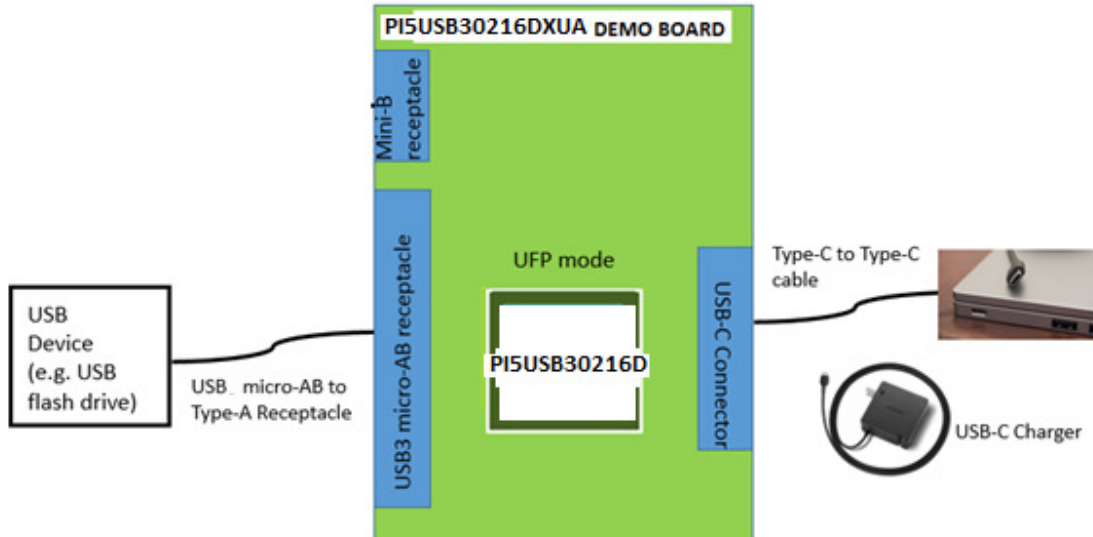 PI5USB30216DXUA DEMO BOARD
Mini-B
receptacle
USB3 micro-AB receptacle
UFP mode
PI5USB30216D
USB-C Connector
USB
Device
(e.g. USB
flash drive)
USB_ micro-AB to
Type-A Receptacle
Type-C to Type-C
cable
USB-C Charger